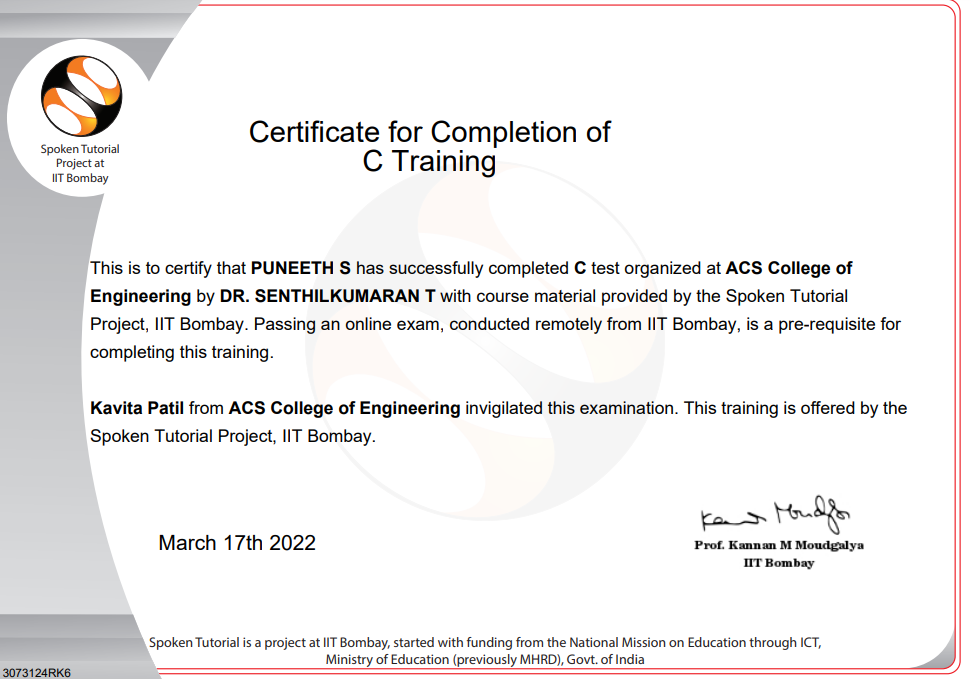 Spoken Tutorial
Project at
IIT Bombay
Certificate for Completion of
C Training
This is to certify that PUNEETH S has successfully completed C test organized at ACS College of
Engineering by DR. SENTHILKUMARAN T with course material provided by the Spoken Tutorial
Project, IIT Bombay. Passing an online exam, conducted remotely from IIT Bombay, is a pre-requisite for
completing this training.
Kavita Patil from ACS College of Engineering invigilated this examination. This training is offered by the
Spoken Tutorial Project, IIT Bombay.
March 17th 2022
Kannan Moudgalya
Prof. Kannan M Moudgalya
IIT Bombay
Spoken Tutorial is a project at IIT Bombay, started with funding from the National Mission on Education through ICT,
Ministry of Education (previously MHRD), Govt. of India
3073124RK6